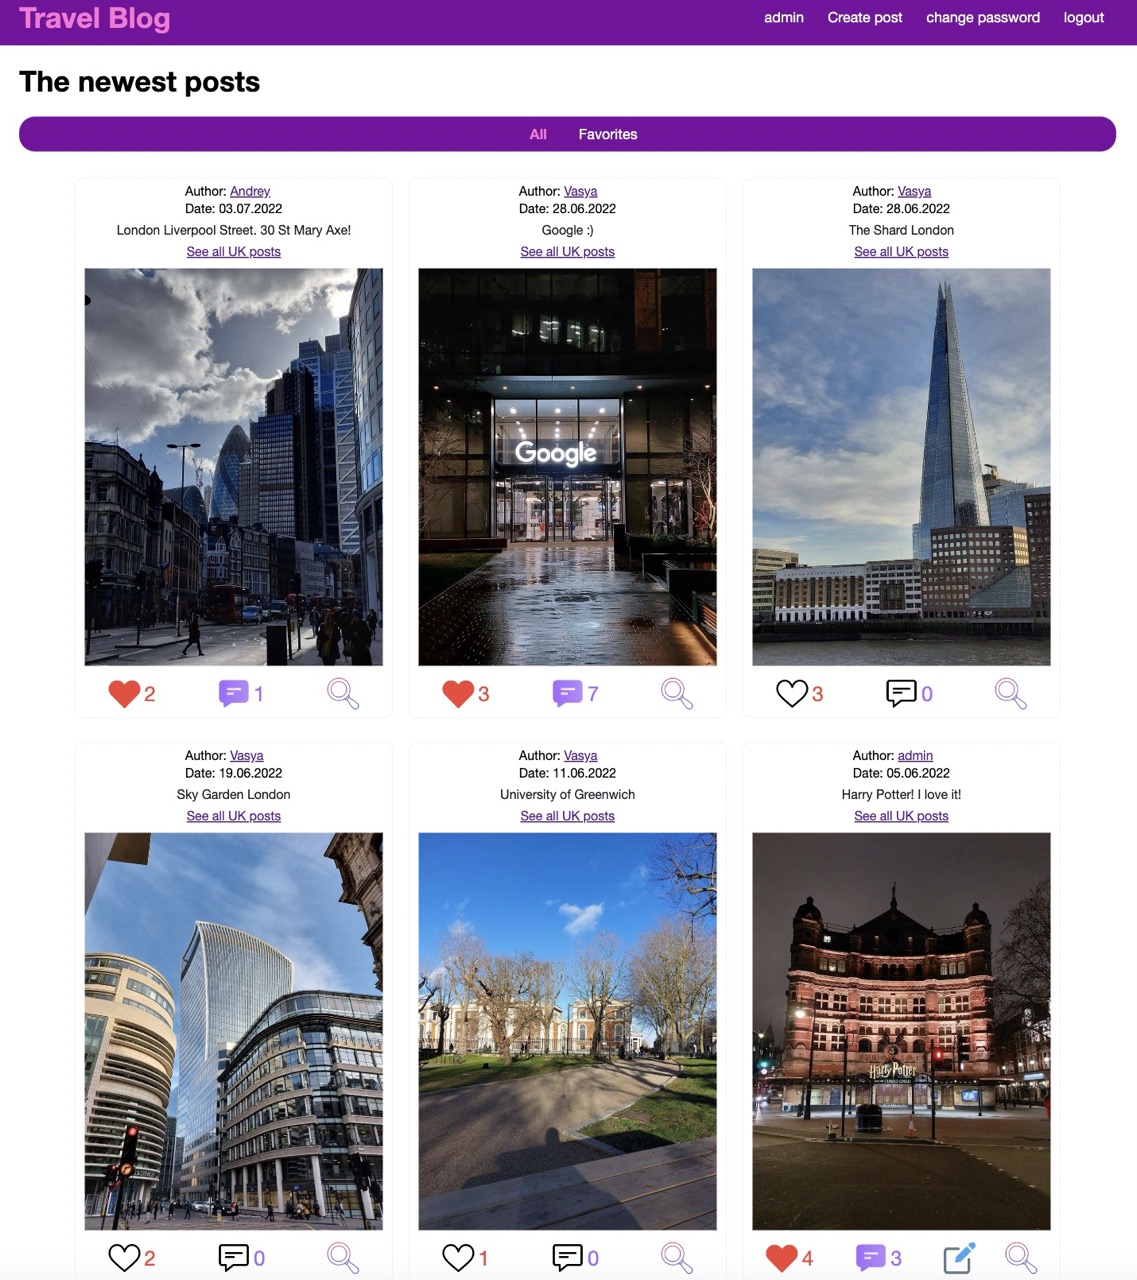 Travel Blog
admin Create post change password logout
The newest posts
All Favorites
Author: Andrey
Date: 03.07.2022
London Liverpool Street. 30 St Mary Axe!
See all UK posts
2 1
Author: Vasya
Date: 28.06.2022
Google :)
See all UK posts
Google
3 7
Author: Vasya
Date: 28.06.2022
The Shard London
See all UK posts
3 0
Author: Vasya
Date: 19.06.2022
Sky Garden London
See all UK posts
2 0
Author: Vasya
Date: 11.06.2022
University of Greenwich
See all UK posts
1 0
Author: admin
Date: 05.06.2022
Harry Potter! I love it!
See all UK posts
Harry Potter
4 3